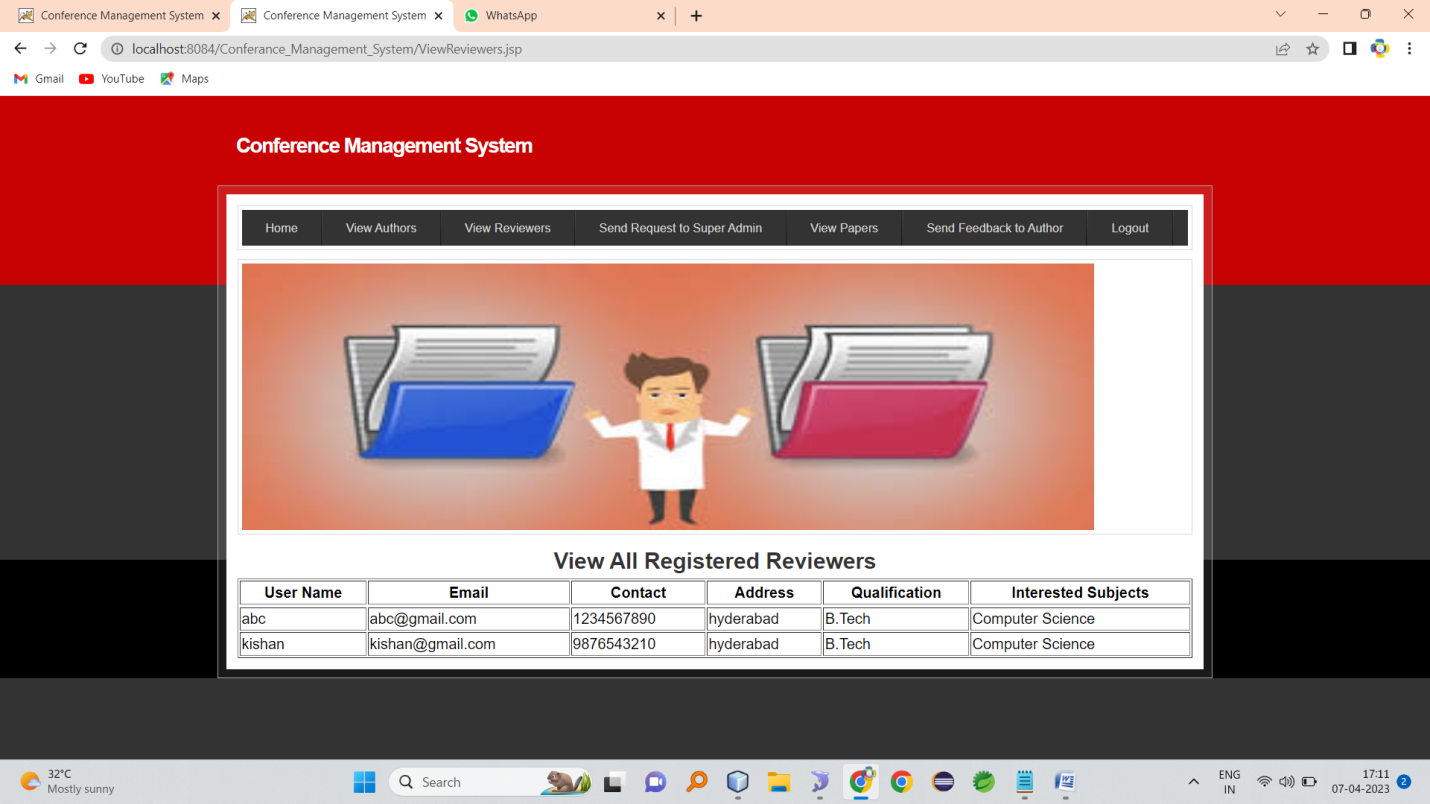 Conference Management System
Conference Management System
WhatsApp
localhost:8084/Conferance_Management_System/ViewReviewers.jsp
Gmail YouTube Maps
Conference Management System
Home View Authors View Reviewers Send Request to Super Admin View Papers Send Feedback to Author Logout
View All Registered Reviewers
User Name Email Contact Address Qualification Interested Subjects
abc abc@gmail.com 1234567890 hyderabad B.Tech Computer Science
kishan kishan@gmail.com 9876543210 hyderabad B.Tech Computer Science
32°C
Mostly sunny
Search
ENG
IN
17:11
07-04-2023
2